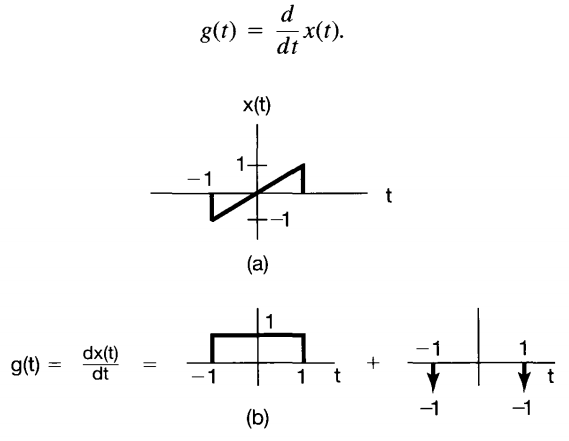 g(t) = d/dt x(t).
x(t)
1
−1
t
−1
(a)
g(t) = dx(t)/dt = 1 −1 1 t + −1 1 t −1 −1
(b)